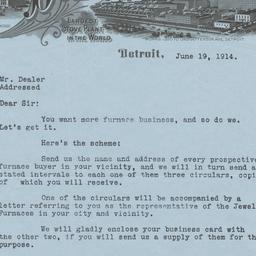 LARGEST
STOVE PLANT
IN THE WORLD
Detroit, June 19, 1914.
Mr. Dealer
Addressed
Dear Sir:
You want more furnace business, and so do we.
Let's get it.
Here's the scheme:
Send us the name and address of every prospective
furnace buyer in your vicinity, and we will in turn send a
stated intervals to each one of them three circulars, cop
of which you will receive.
One of the circulars will be accompanied by a
letter referring to you as the representative of the Jewel
Furnaces in your city and vicinity.
We will gladly enclose your business card with
the other two, if you will send us a supply of them for th
purpose.